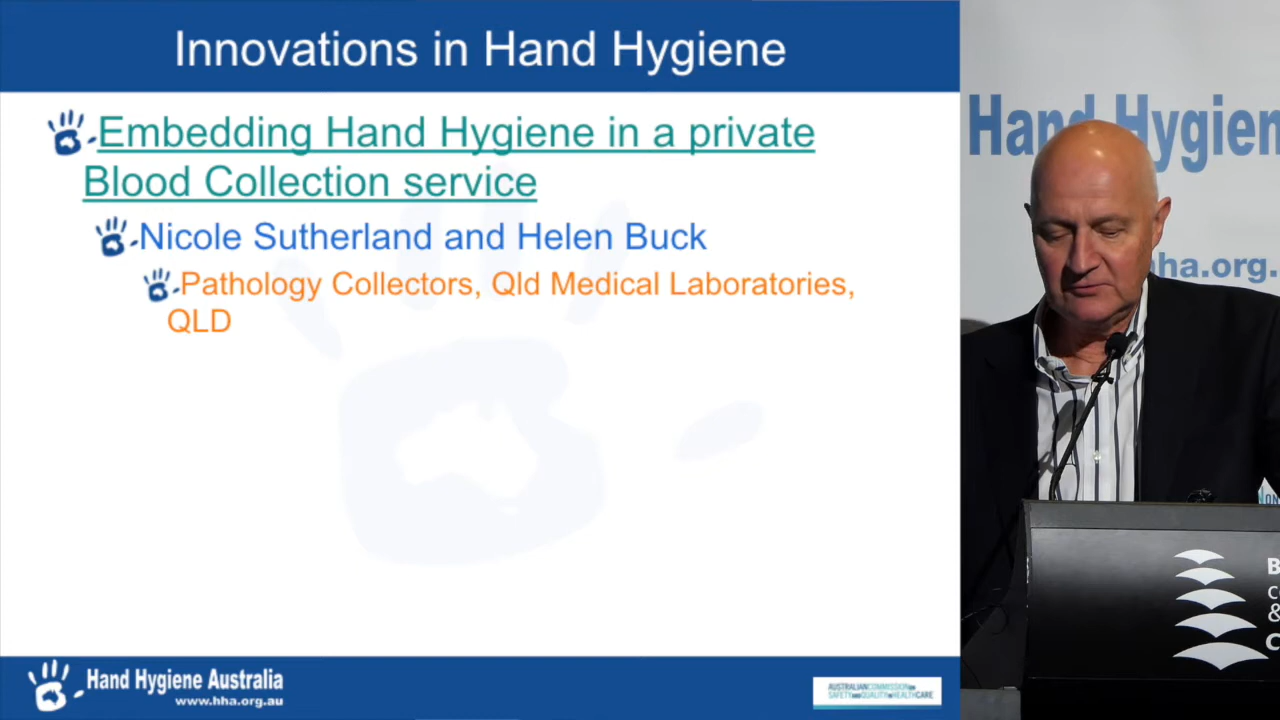 Innovations in Hand Hygiene
Embedding Hand Hygiene in a private
Blood Collection service
Nicole Sutherland and Helen Buck
Pathology Collectors, Qld Medical Laboratories,
QLD
Hand Hygiene Australia
www.hha.org.au
AUSTRALIAN COMMISSION ON
SAFETY AND QUALITY IN HEALTH CARE
Hand Hygien
hha.org.
B
CO
&
C